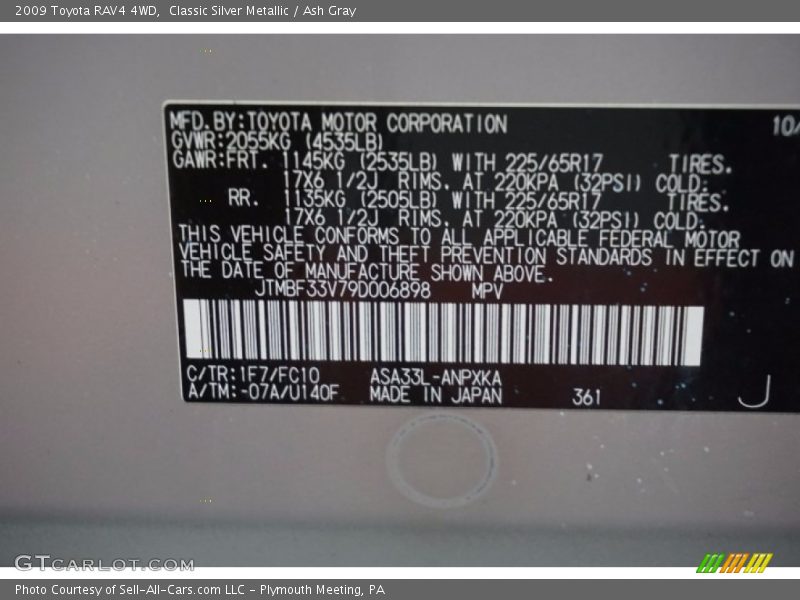 2009 Toyota RAV4 4WD,  Classic Silver Metallic / Ash Gray
MFD.BY:TOYOTA MOTOR CORPORATION 10/
GVWR:2055KG (4535LB)
GAWR:FRT. 1145KG (2535LB) WITH 225/65R17 TIRES.
17X6 1/2J RIMS. AT 220KPA (32PSI) COLD.
RR. 1135KG (2505LB) WITH 225/65R17 TIRES.
17X6 1/2J RIMS. AT 220KPA (32PSI) COLD.
THIS VEHICLE CONFORMS TO ALL APPLICABLE FEDERAL MOTOR
VEHICLE SAFETY AND THEFT PREVENTION STANDARDS IN EFFECT ON
THE DATE OF MANUFACTURE SHOWN ABOVE.
JTMBF33V79D006898 MPV
C/TR:1F7/FC10 ASA33L-ANPXKA
A/TM:-07A/U140F MADE IN JAPAN 361 J
GTCARLOT.COM
Photo Courtesy of Sell-All-Cars.com LLC - Plymouth Meeting, PA